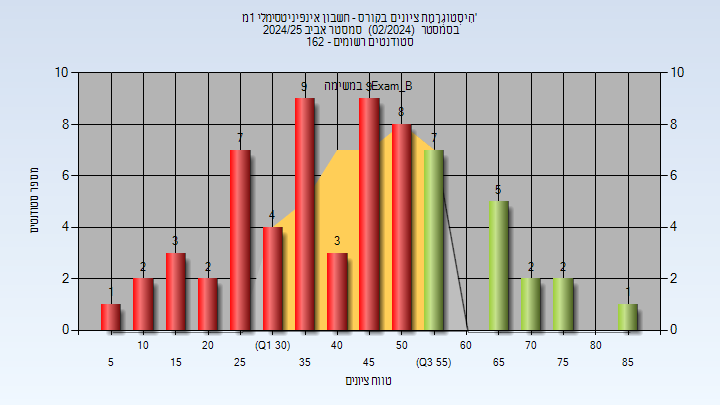 הִיסְטוֹגְרָמַת ציונים בקורס - חשבון אינפיניטסימלי 1מ'
בסמסטר (02/2024) סמסטר אביב 2024/25
סטודנטים רשומים - 162
במשימה Exam_B
10 10
8 8
6 6
4 4
2 2
0 0
1 2 3 2 7 4 9 3 9 8 7 5 2 2 1
מספר סטודנטים
10 20 (Q1 30) 40 50 60 70 80
5 15 25 35 45 (Q3 55) 65 75 85
טווח ציונים